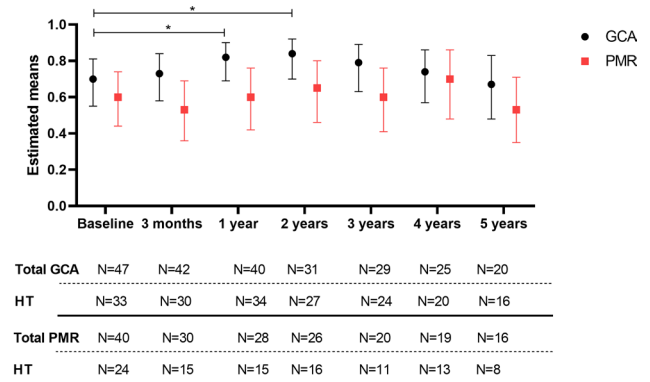 *
*
1.0
0.8
0.6
0.4
0.2
0.0
Estimated means
GCA
PMR
Baseline 3 months 1 year 2 years 3 years 4 years 5 years
Total GCA N=47 N=42 N=40 N=31 N=29 N=25 N=20
HT N=33 N=30 N=34 N=27 N=24 N=20 N=16
Total PMR N=40 N=30 N=28 N=26 N=20 N=19 N=16
HT N=24 N=15 N=15 N=16 N=11 N=13 N=8